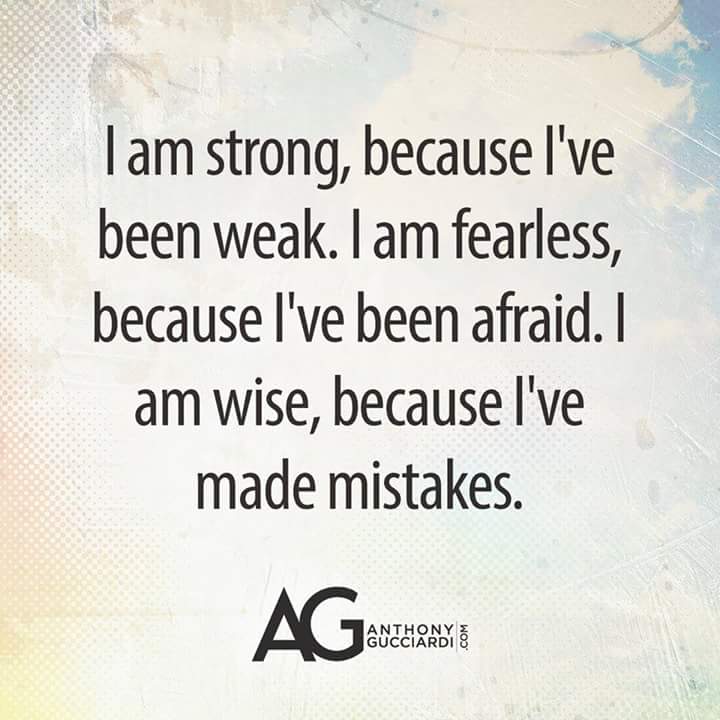 I am strong, because I've
been weak. I am fearless,
because I've been afraid. I
am wise, because I've
made mistakes.
AG
ANTHONY
GUCCIARDI
.COM